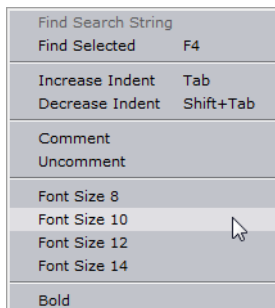 Find Search String
Find Selected F4
Increase Indent Tab
Decrease Indent Shift+Tab
Comment
Uncomment
Font Size 8
Font Size 10
Font Size 12
Font Size 14
Bold